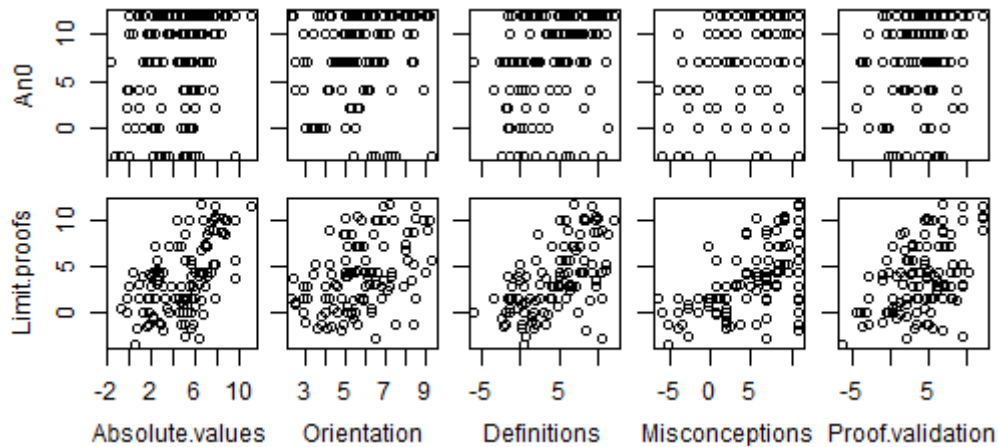 An0
0
5
10
Limit.proofs
0
5
10
-2 2 6 10
3 5 7 9
-5 5
-5 0 5
-5 5
Absolute.values Orientation Definitions Misconceptions Proof.validation